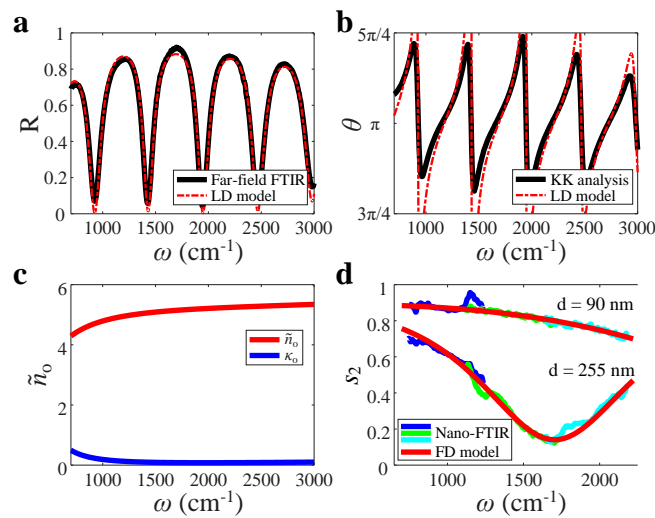 a
1
0.8
0.6
0.4
0.2
0
R
Far-field FTIR
LD model
1000 1500 2000 2500 3000
ω (cm⁻¹)
b
5π/4
π
3π/4
θ
KK analysis
LD model
1000 1500 2000 2500 3000
ω (cm⁻¹)
c
6
4
2
0
ñₒ
ñₒ
κₒ
1000 1500 2000 2500 3000
ω (cm⁻¹)
d
1
0.8
0.6
0.4
0.2
0
s₂
d = 90 nm
d = 255 nm
Nano-FTIR
FD model
1000 1500 2000
ω (cm⁻¹)